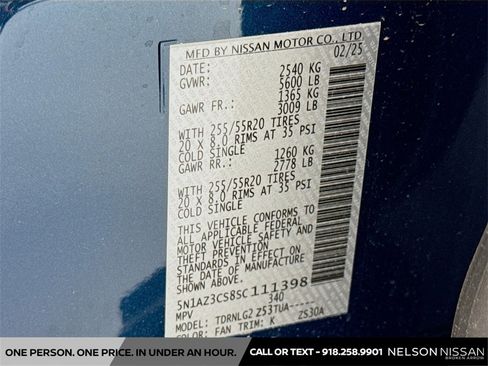 MFD BY NISSAN MOTOR CO., LTD
DATE: 02/25
GVWR: 2540 KG
5600 LB
GAWR FR.: 1365 KG
3009 LB
WITH 255/55R20 TIRES
20 X 8.0 RIMS AT 35 PSI
COLD SINGLE
GAWR RR.: 1260 KG
2778 LB
WITH 255/55R20 TIRES
20 X 8.0 RIMS AT 35 PSI
COLD SINGLE
THIS VEHICLE CONFORMS TO
ALL APPLICABLE FEDERAL
MOTOR VEHICLE SAFETY AND
THEFT PREVENTION
STANDARDS IN EFFECT ON
THE DATE OF MANUFACTURE
SHOWN ABOVE.
5N1AZ3CS8SC111398
MPV 340
MODEL: TDRNLG2 Z53TUA-----
COLOR: FAN TRIM: K ZS30A
ONE PERSON. ONE PRICE. IN UNDER AN HOUR. CALL OR TEXT - 918.258.9901 NELSON NISSAN
BROKEN ARROW